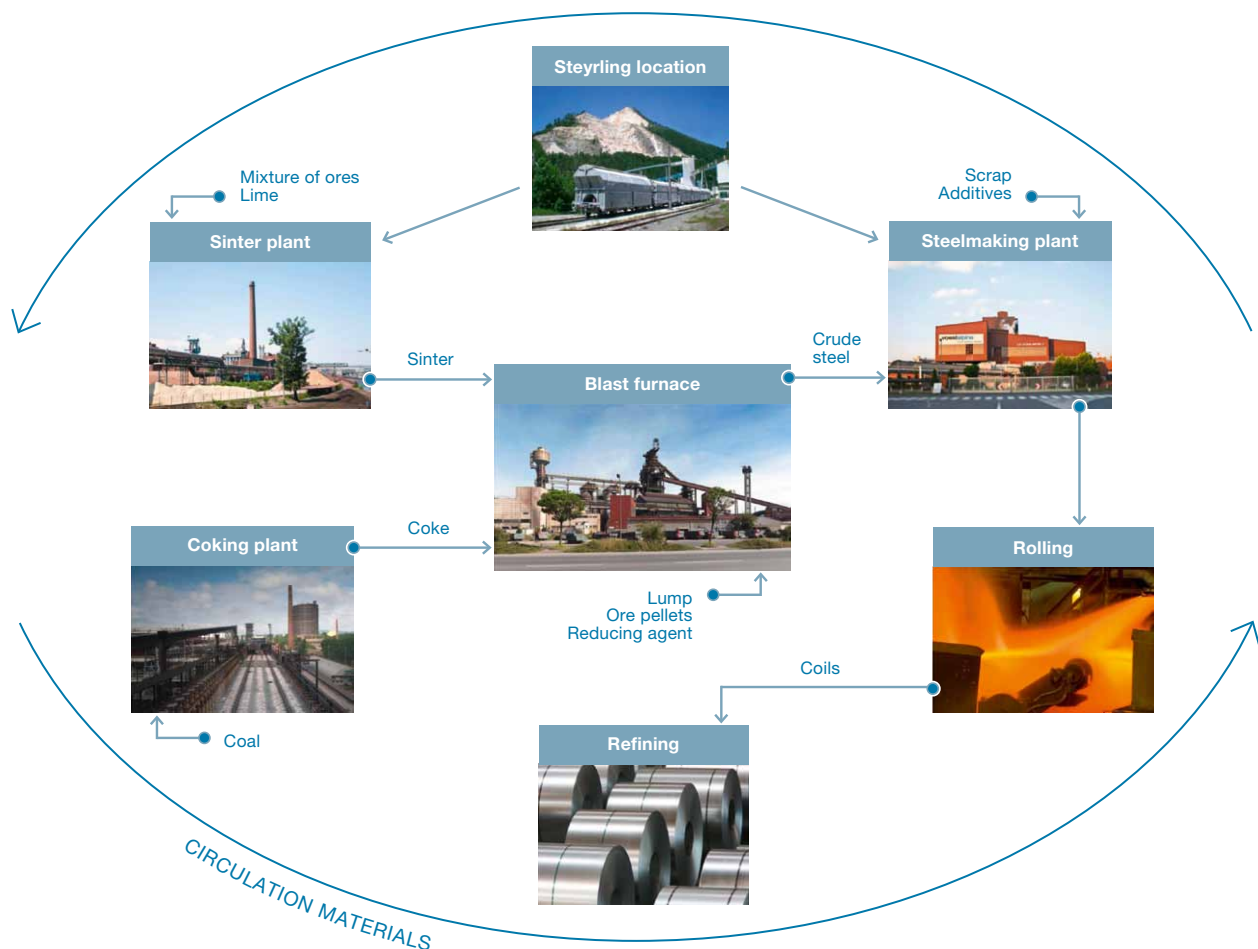 Steyrling location
Mixture of ores
Lime
Scrap
Additives
Sinter plant
Steelmaking plant
Sinter
Crude
steel
Blast furnace
Coking plant
Coke
Rolling
Lump
Ore pellets
Reducing agent
Coils
Coal
Refining
CIRCULATION MATERIALS